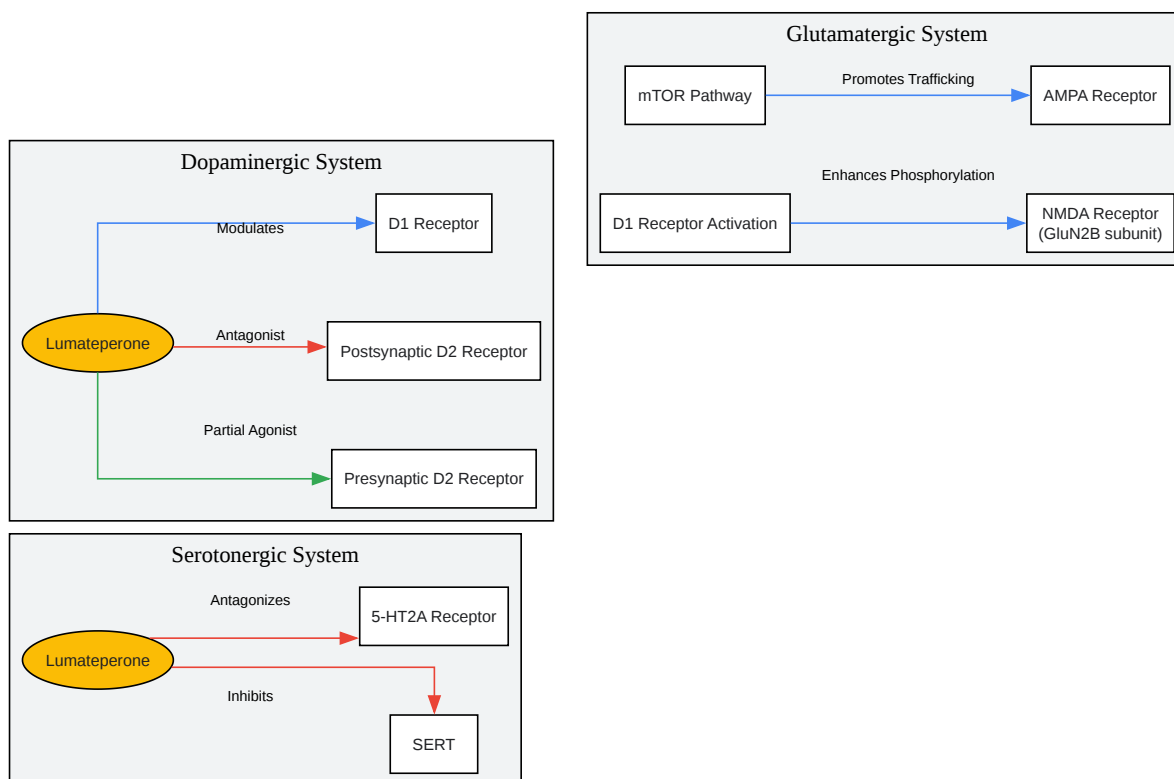 Glutamatergic System
Promotes Trafficking
mTOR Pathway
AMPA Receptor
Enhances Phosphorylation
D1 Receptor Activation
NMDA Receptor
(GluN2B subunit)
Dopaminergic System
D1 Receptor
Modulates
Lumateperone
Antagonist
Postsynaptic D2 Receptor
Partial Agonist
Presynaptic D2 Receptor
Serotonergic System
Antagonizes
5-HT2A Receptor
Lumateperone
Inhibits
SERT